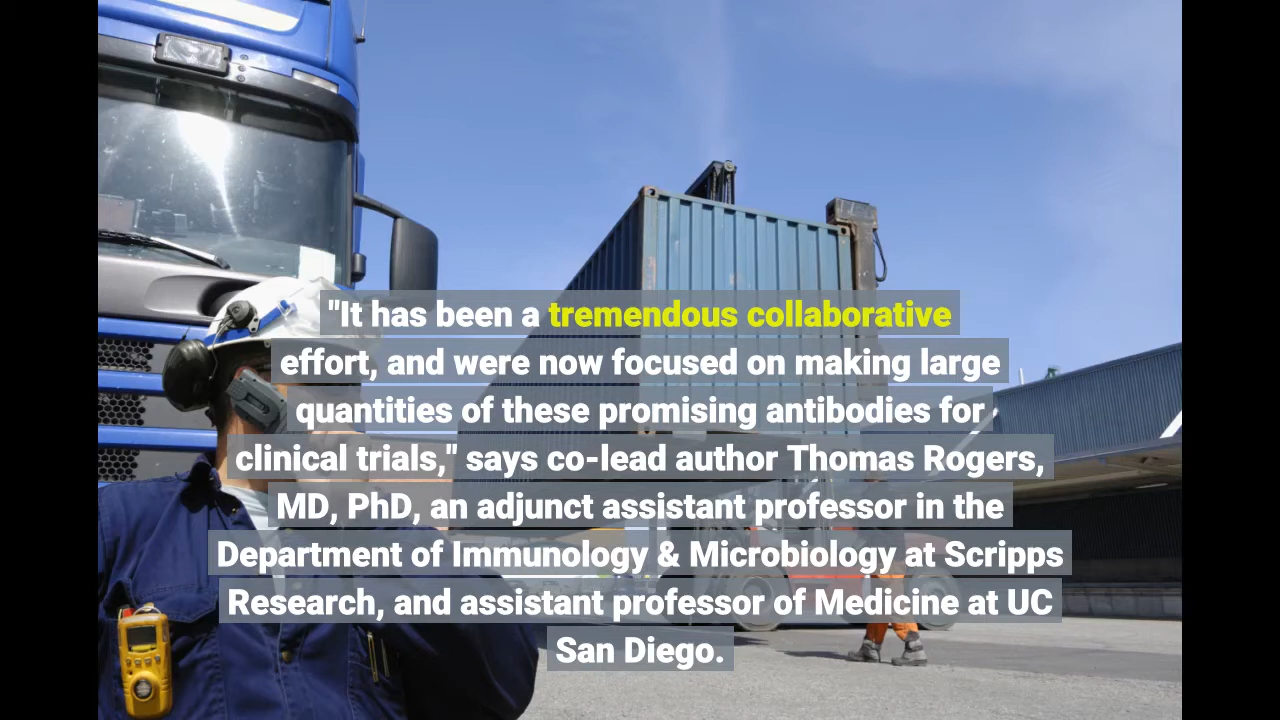 "It has been a tremendous collaborative
effort, and were now focused on making large
quantities of these promising antibodies for
clinical trials," says co-lead author Thomas Rogers,
MD, PhD, an adjunct assistant professor in the
Department of Immunology & Microbiology at Scripps
Research, and assistant professor of Medicine at UC
San Diego.